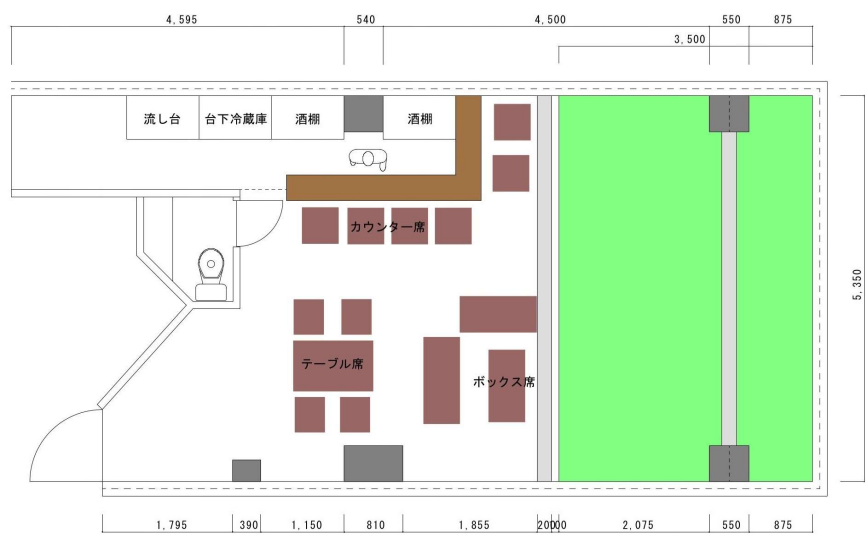 4,595
540
4,500
550
875
3,500
流し台
台下冷蔵庫
酒棚
酒棚
カウンター席
テーブル席
ボックス席
5,350
1,795
390
1,150
810
1,855
2,075
550
875